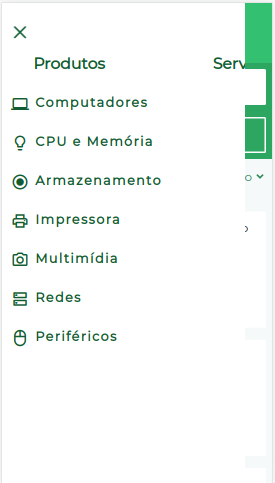 Produtos
Computadores
CPU e Memória
Armazenamento
Impressora
Multimídia
Redes
Periféricos